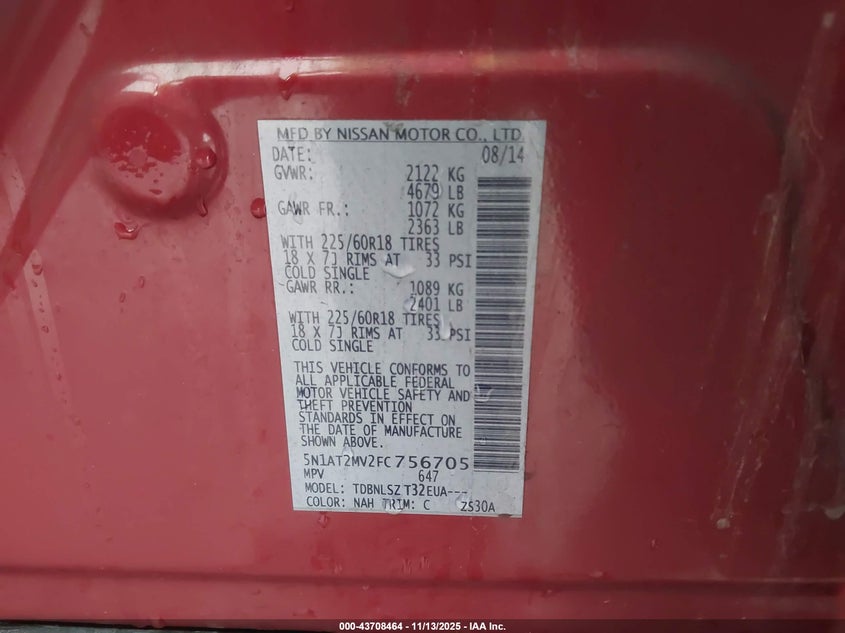 MFD BY NISSAN MOTOR CO., LTD.
DATE: 08/14
GVWR: 2122 KG
4679 LB
GAWR FR.: 1072 KG
2363 LB
WITH 225/60R18 TIRES
18 X 7J RIMS AT 33 PSI
COLD SINGLE
GAWR RR.: 1089 KG
2401 LB
WITH 225/60R18 TIRES
18 X 7J RIMS AT 33 PSI
COLD SINGLE
THIS VEHICLE CONFORMS TO
ALL APPLICABLE FEDERAL
MOTOR VEHICLE SAFETY AND
THEFT PREVENTION
STANDARDS IN EFFECT ON
THE DATE OF MANUFACTURE
SHOWN ABOVE.
5N1AT2MV2FC756705
MPV 647
MODEL: TDBNLSZ T32EUA---
COLOR: NAH TRIM: C ZS30A
000-43708464 - 11/13/2025 - IAA Inc.